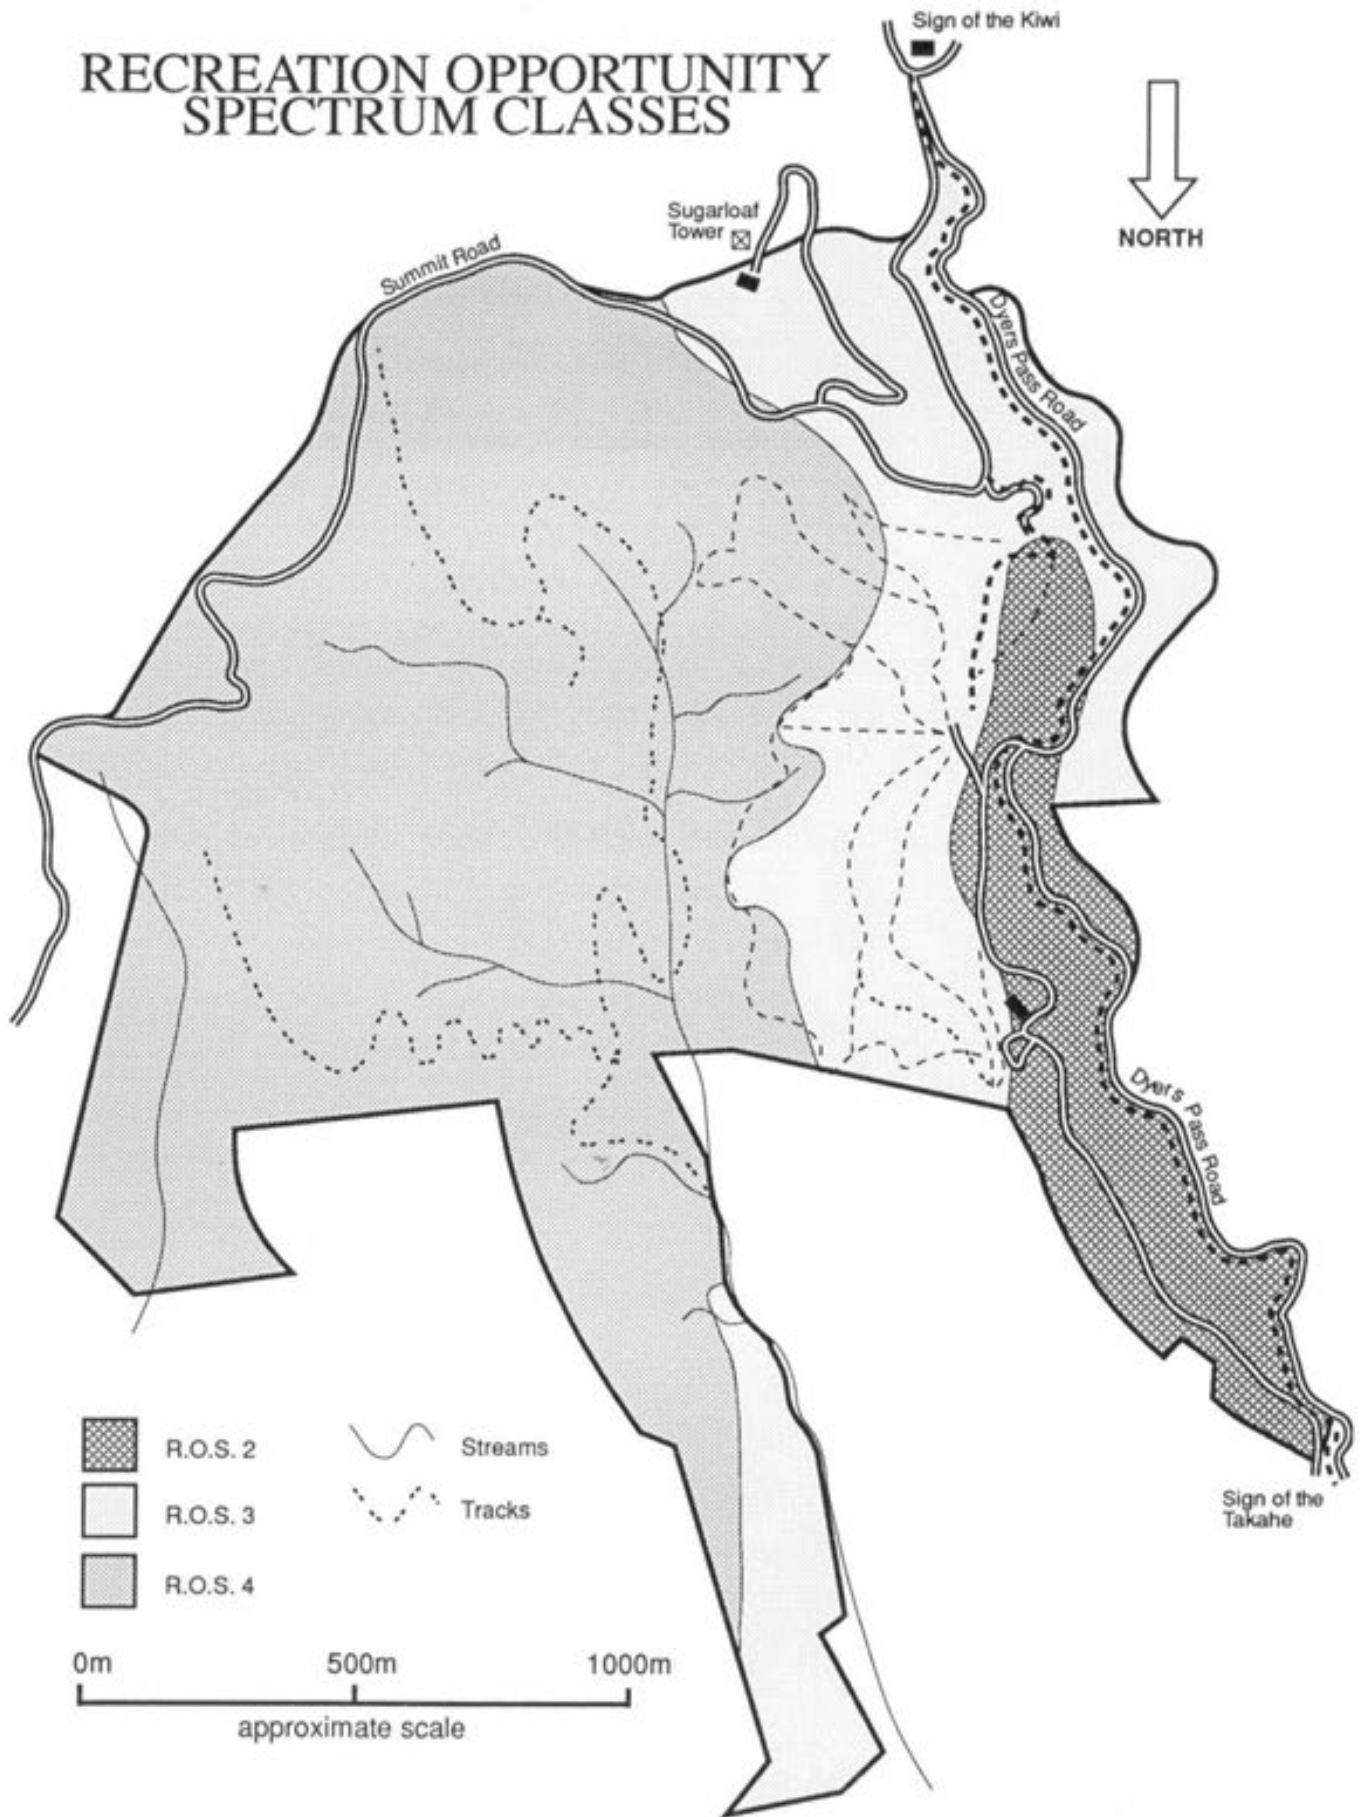 RECREATION OPPORTUNITY
SPECTRUM CLASSES
Sign of the Kiwi
NORTH
Sugarloaf
Tower
Summit Road
Dyers Pass Road
Dyer's Pass Road
Sign of the
Takahe
R.O.S. 2
R.O.S. 3
R.O.S. 4
Streams
Tracks
0m 500m 1000m
approximate scale